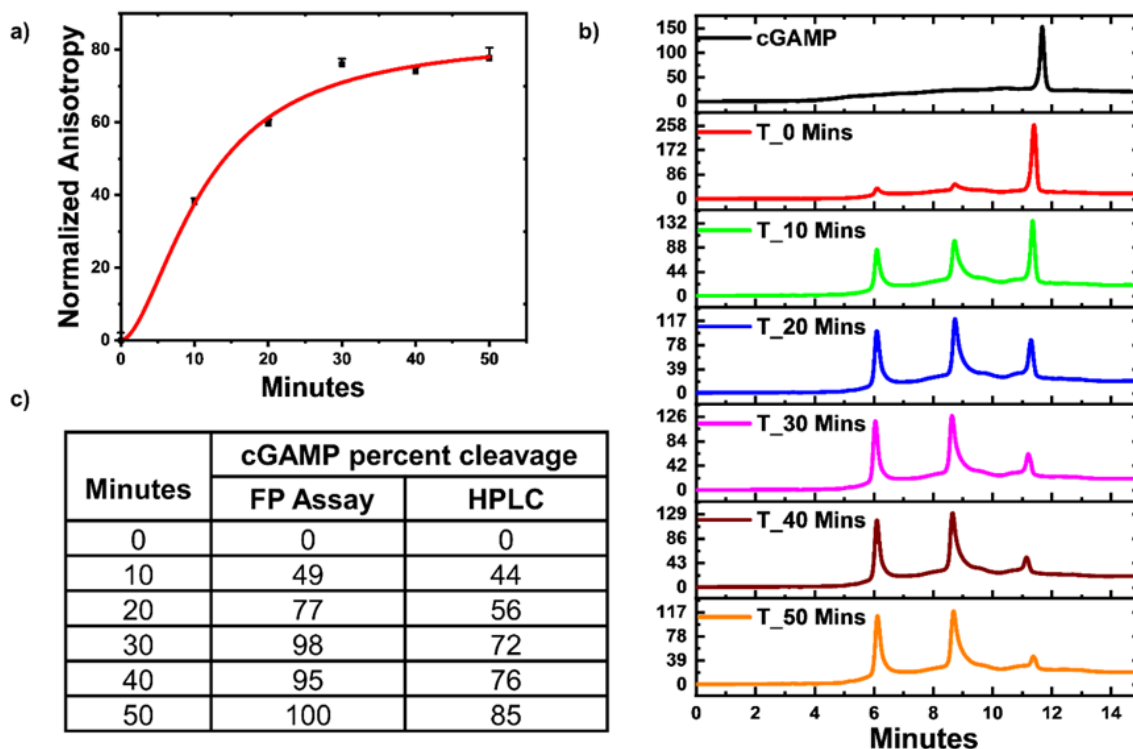 a)
Normalized Anisotropy
80
60
40
20
0
0 10 20 30 40 50
Minutes
b)
cGAMP
150
100
50
0
T_0 Mins
258
172
86
0
T_10 Mins
132
88
44
0
T_20 Mins
117
78
39
0
T_30 Mins
126
84
42
0
T_40 Mins
129
86
43
0
T_50 Mins
117
78
39
0
0 2 4 6 8 10 12 14
Minutes
c)
Minutes cGAMP percent cleavage
FP Assay HPLC
0 0 0
10 49 44
20 77 56
30 98 72
40 95 76
50 100 85